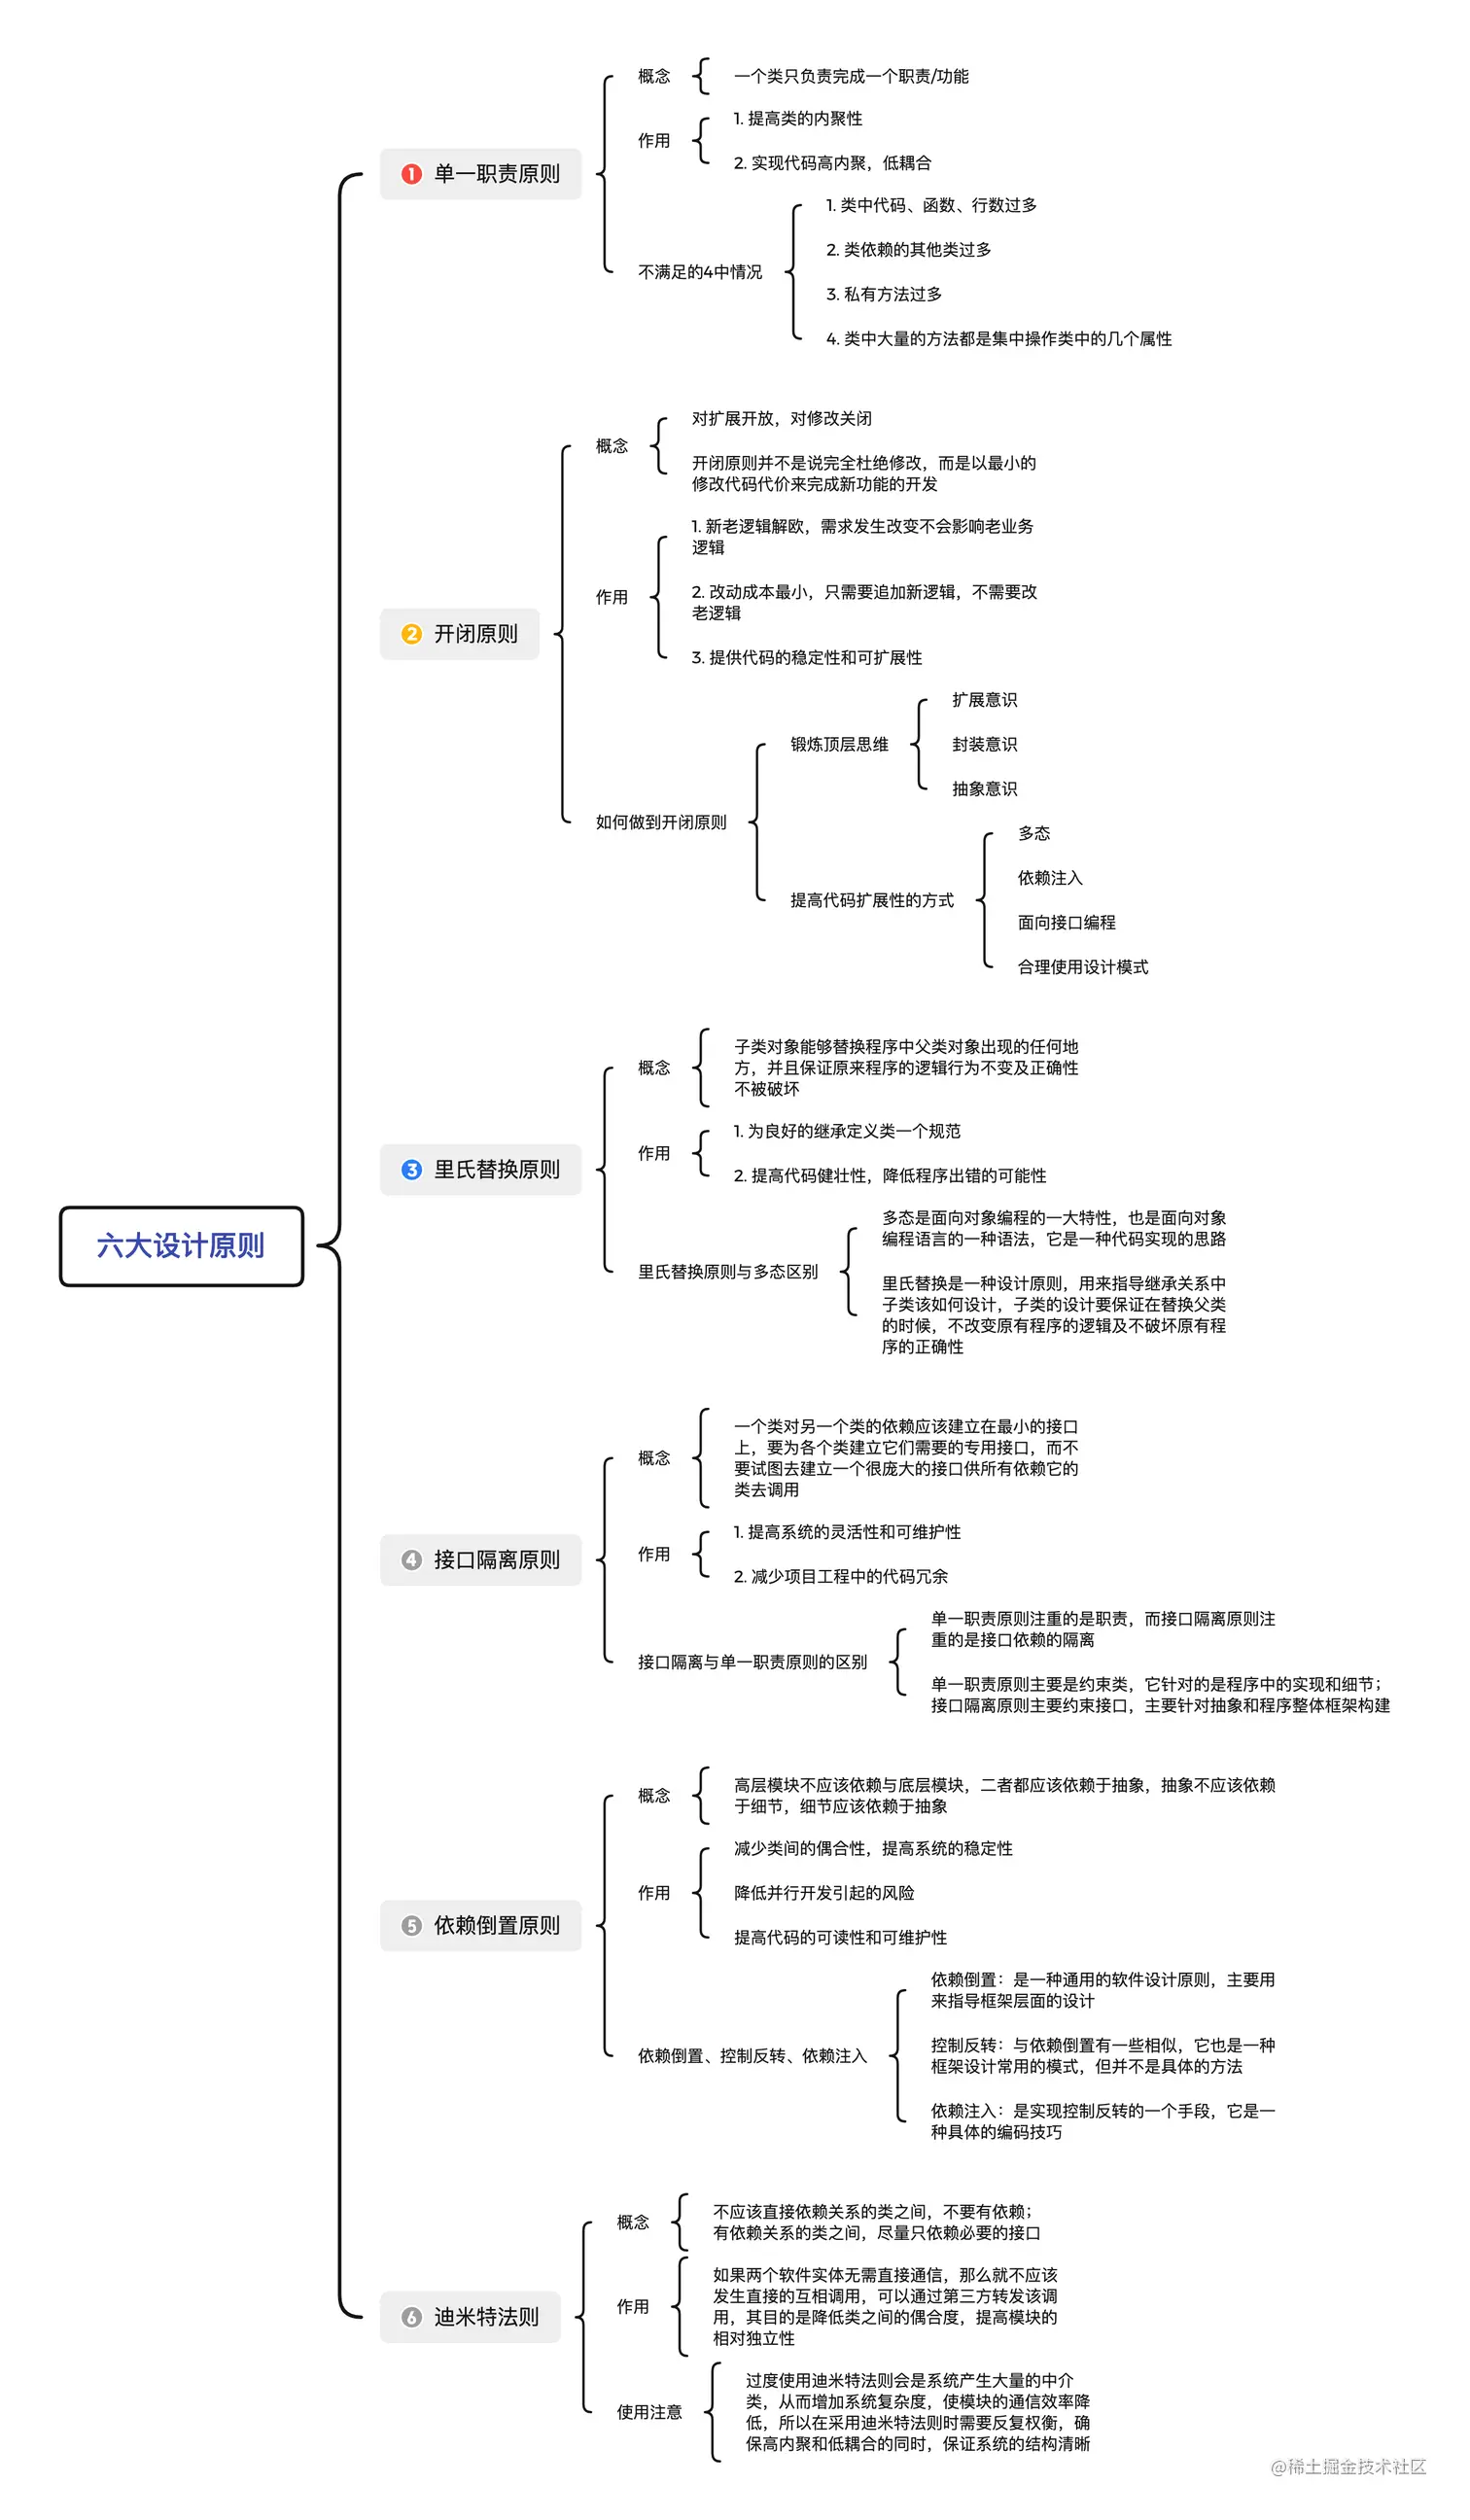 六大设计原则
1 单一职责原则
概念
一个类只负责完成一个职责/功能
作用
1. 提高类的内聚性
2. 实现代码高内聚，低耦合
不满足的4中情况
1. 类中代码、函数、行数过多
2. 类依赖的其他类过多
3. 私有方法过多
4. 类中大量的方法都是集中操作类中的几个属性
2 开闭原则
概念
对扩展开放，对修改关闭
开闭原则并不是说完全杜绝修改，而是以最小的
修改代码代价来完成新功能的开发
作用
1. 新老逻辑解欧，需求发生改变不会影响老业务
逻辑
2. 改动成本最小，只需要追加新逻辑，不需要改
老逻辑
3. 提供代码的稳定性和可扩展性
如何做到开闭原则
锻炼顶层思维
扩展意识
封装意识
抽象意识
提高代码扩展性的方式
多态
依赖注入
面向接口编程
合理使用设计模式
3 里氏替换原则
概念
子类对象能够替换程序中父类对象出现的任何地
方，并且保证原来程序的逻辑行为不变及正确性
不被破坏
作用
1. 为良好的继承定义类一个规范
2. 提高代码健壮性，降低程序出错的可能性
里氏替换原则与多态区别
多态是面向对象编程的一大特性，也是面向对象
编程语言的一种语法，它是一种代码实现的思路
里氏替换是一种设计原则，用来指导继承关系中
子类该如何设计，子类的设计要保证在替换父类
的时候，不改变原有程序的逻辑及不破坏原有程
序的正确性
4 接口隔离原则
概念
一个类对另一个类的依赖应该建立在最小的接口
上，要为各个类建立它们需要的专用接口，而不
要试图去建立一个很庞大的接口供所有依赖它的
类去调用
作用
1. 提高系统的灵活性和可维护性
2. 减少项目工程中的代码冗余
接口隔离与单一职责原则的区别
单一职责原则注重的是职责，而接口隔离原则注
重的是接口依赖的隔离
单一职责原则主要是约束类，它针对的是程序中的实现和细节；
接口隔离原则主要约束接口，主要针对抽象和程序整体框架构建
5 依赖倒置原则
概念
高层模块不应该依赖与底层模块，二者都应该依赖于抽象，抽象不应该依赖
于细节，细节应该依赖于抽象
作用
减少类间的偶合性，提高系统的稳定性
降低并行开发引起的风险
提高代码的可读性和可维护性
依赖倒置、控制反转、依赖注入
依赖倒置：是一种通用的软件设计原则，主要用
来指导框架层面的设计
控制反转：与依赖倒置有一些相似，它也是一种
框架设计常用的模式，但并不是具体的方法
依赖注入：是实现控制反转的一个手段，它是一
种具体的编码技巧
6 迪米特法则
概念
不应该直接依赖关系的类之间，不要有依赖；
有依赖关系的类之间，尽量只依赖必要的接口
作用
如果两个软件实体无需直接通信，那么就不应该
发生直接的互相调用，可以通过第三方转发该调
用，其目的是降低类之间的偶合度，提高模块的
相对独立性
使用注意
过度使用迪米特法则会是系统产生大量的中介
类，从而增加系统复杂度，使模块的通信效率降
低，所以在采用迪米特法则时需要反复权衡，确
保高内聚和低耦合的同时，保证系统的结构清晰
@稀土掘金技术社区